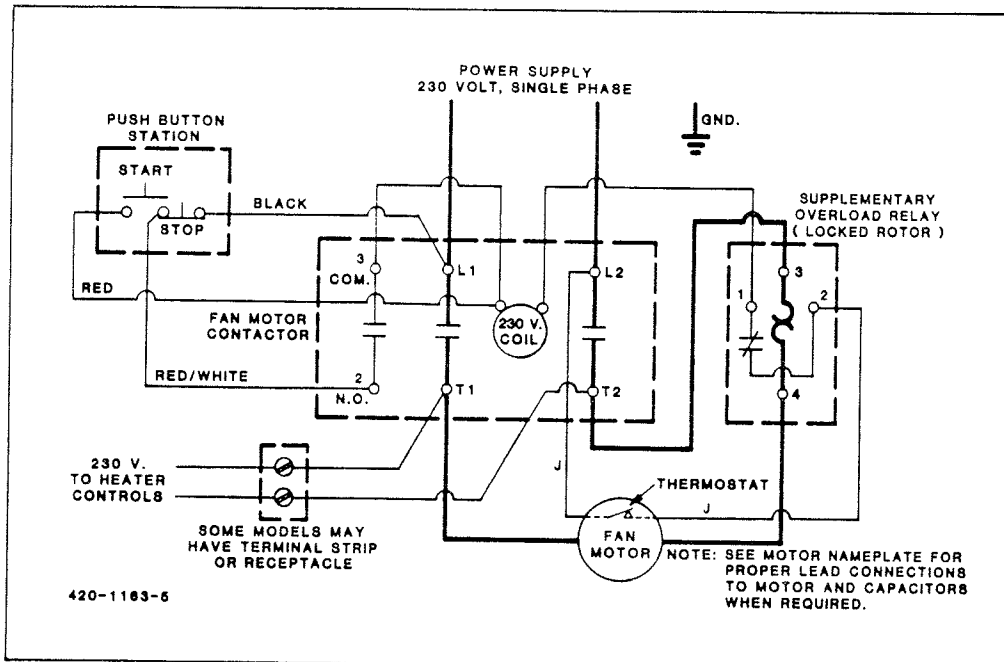 POWER SUPPLY
230 VOLT, SINGLE PHASE
GND.
PUSH BUTTON
STATION
START
STOP
BLACK
SUPPLEMENTARY
OVERLOAD RELAY
( LOCKED ROTOR )
3
COM.
L1
L2
3
1
2
RED
230 V.
COIL
FAN MOTOR
CONTACTOR
RED/WHITE
2
N.O.
T1
T2
4
230 V.
TO HEATER
CONTROLS
J
THERMOSTAT
J
SOME MODELS MAY
HAVE TERMINAL STRIP
OR RECEPTACLE
FAN
MOTOR
NOTE: SEE MOTOR NAMEPLATE FOR
PROPER LEAD CONNECTIONS
TO MOTOR AND CAPACITORS
WHEN REQUIRED.
420-1163-5